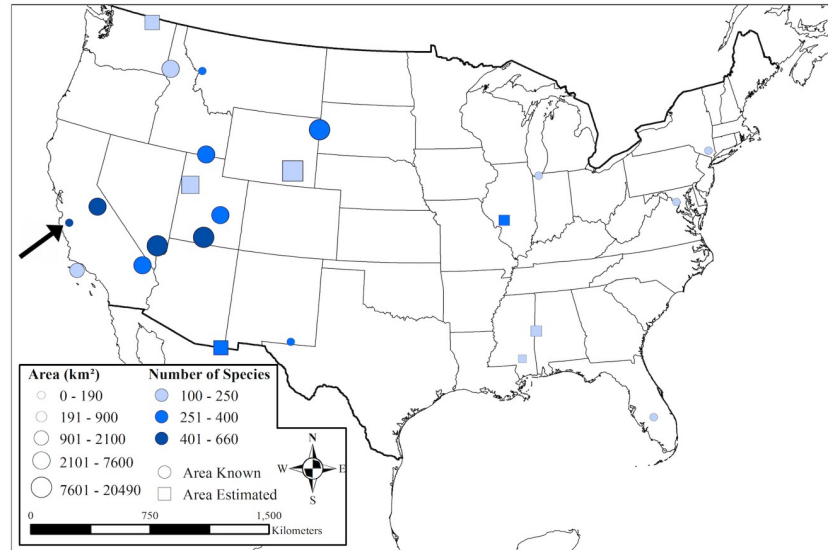 Area (km²)
0 - 190
191 - 900
901 - 2100
2101 - 7600
7601 - 20490
Number of Species
100 - 250
251 - 400
401 - 660
Area Known
Area Estimated
N
W E
S
0 750 1,500
Kilometers